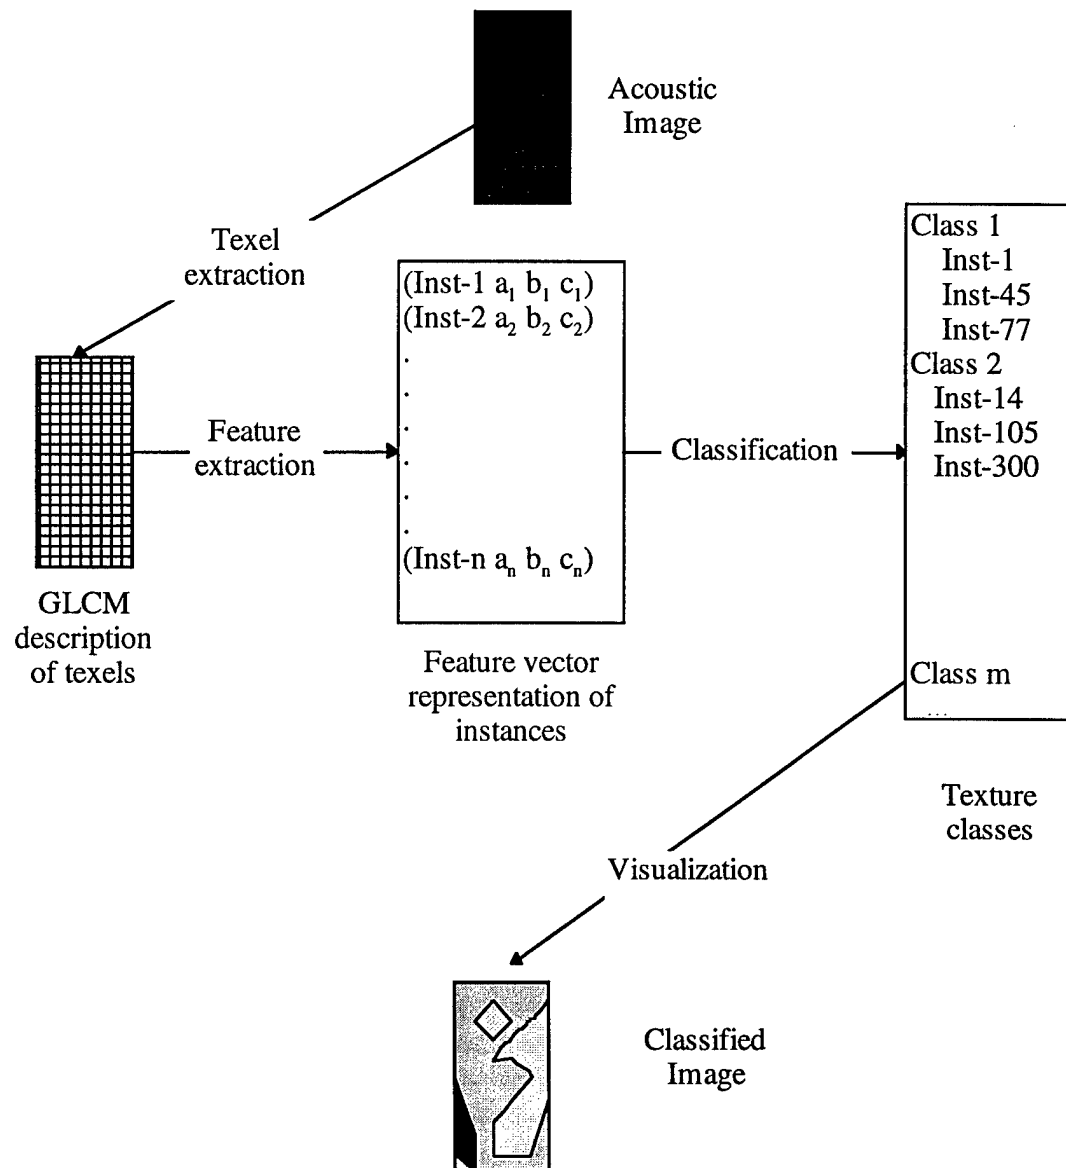 Acoustic
Image
Texel
extraction
(Inst-1 a₁ b₁ c₁)
(Inst-2 a₂ b₂ c₂)
.
.
.
.
.
.
(Inst-n aₙ bₙ cₙ)
Class 1
Inst-1
Inst-45
Inst-77
Class 2
Inst-14
Inst-105
Inst-300
Class m
...
Feature
extraction
Classification
GLCM
description
of texels
Feature vector
representation of
instances
Texture
classes
Visualization
Classified
Image